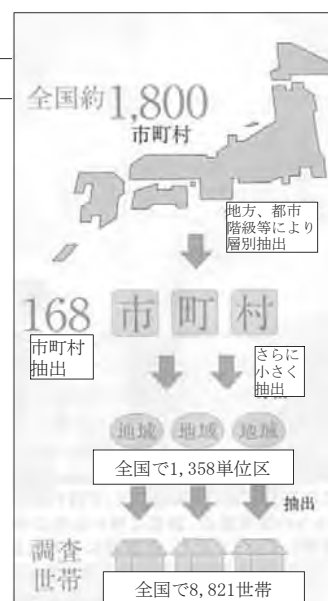 全国約1,800
市町村
地方、都市
階級等により
層別抽出
168 市 町 村
市町村
抽出
さらに
小さく
抽出
地域 地域 地域
全国で1,358単位区
抽出
調査
世帯
全国で8,821世帯